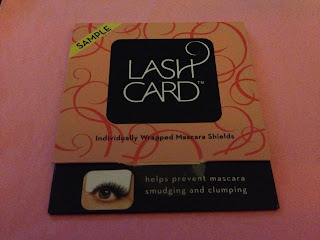 SAMPLE
LASH
CARD™
Individually Wrapped Mascara Shields
helps prevent mascara
smudging and clumping